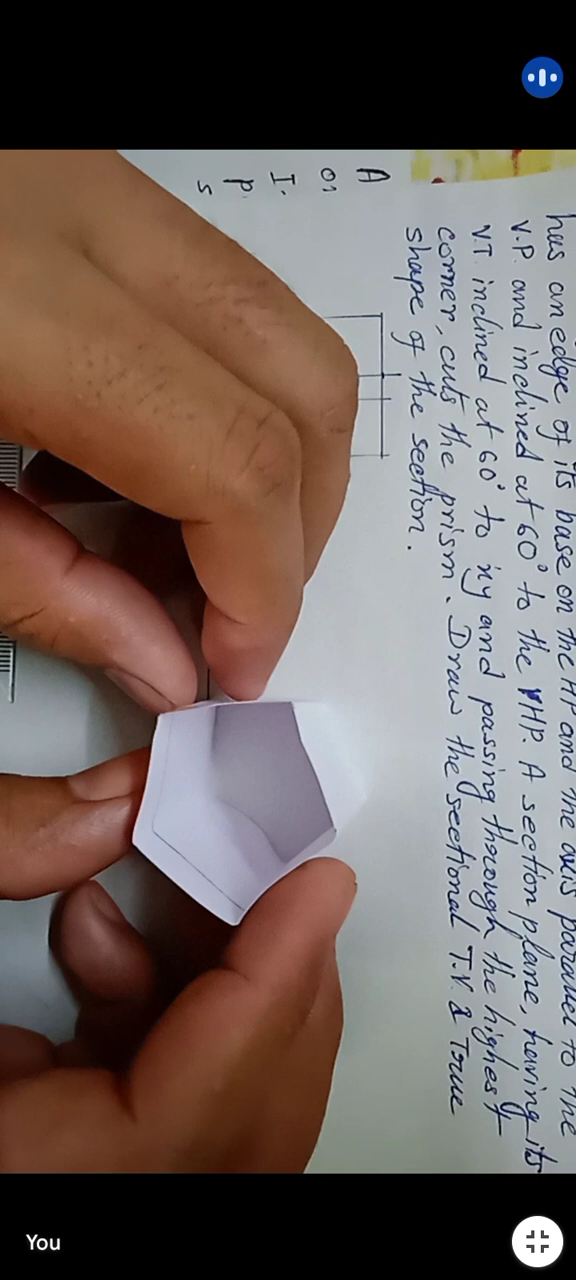 has an edge of its base on the HP and the axis parallel to the
V.P. and inclined at 60° to the HP. A section plane, having its
V.T. inclined at 60° to xy and passing through the highest
corner, cuts the prism. Draw the sectional T.V. & True
shape of the section.
A
on
I.
p.
s
You